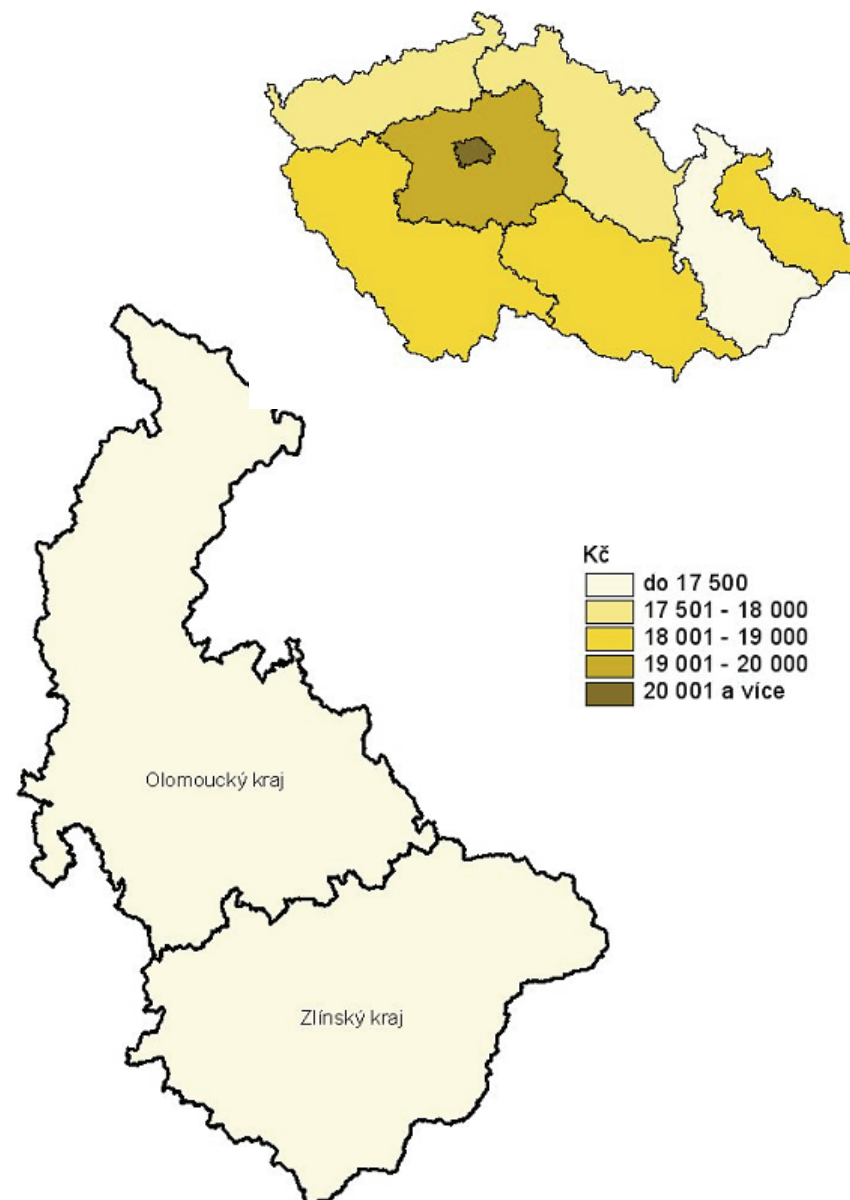 Kč
do 17 500
17 501 - 18 000
18 001 - 19 000
19 001 - 20 000
20 001 a více
Olomoucký kraj
Zlínský kraj